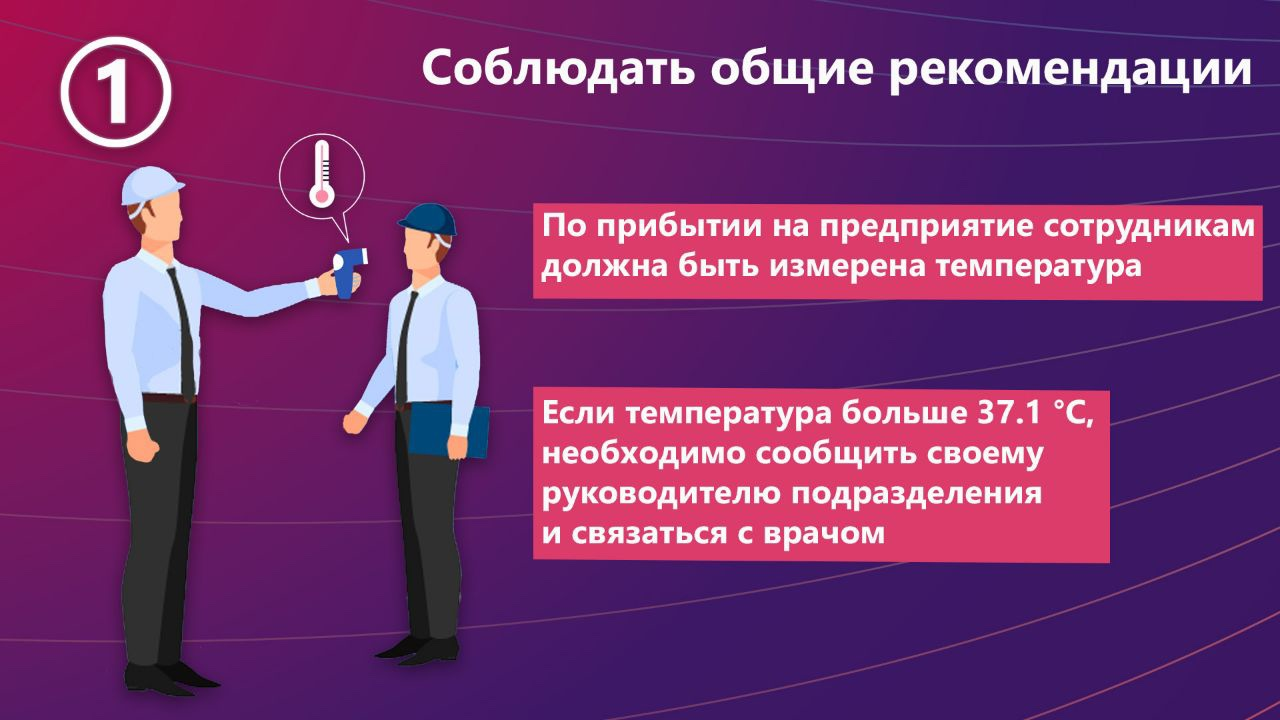 1
Соблюдать общие рекомендации
По прибытии на предприятие сотрудникам
должна быть измерена температура
Если температура больше 37.1 °С,
необходимо сообщить своему
руководителю подразделения
и связаться с врачом